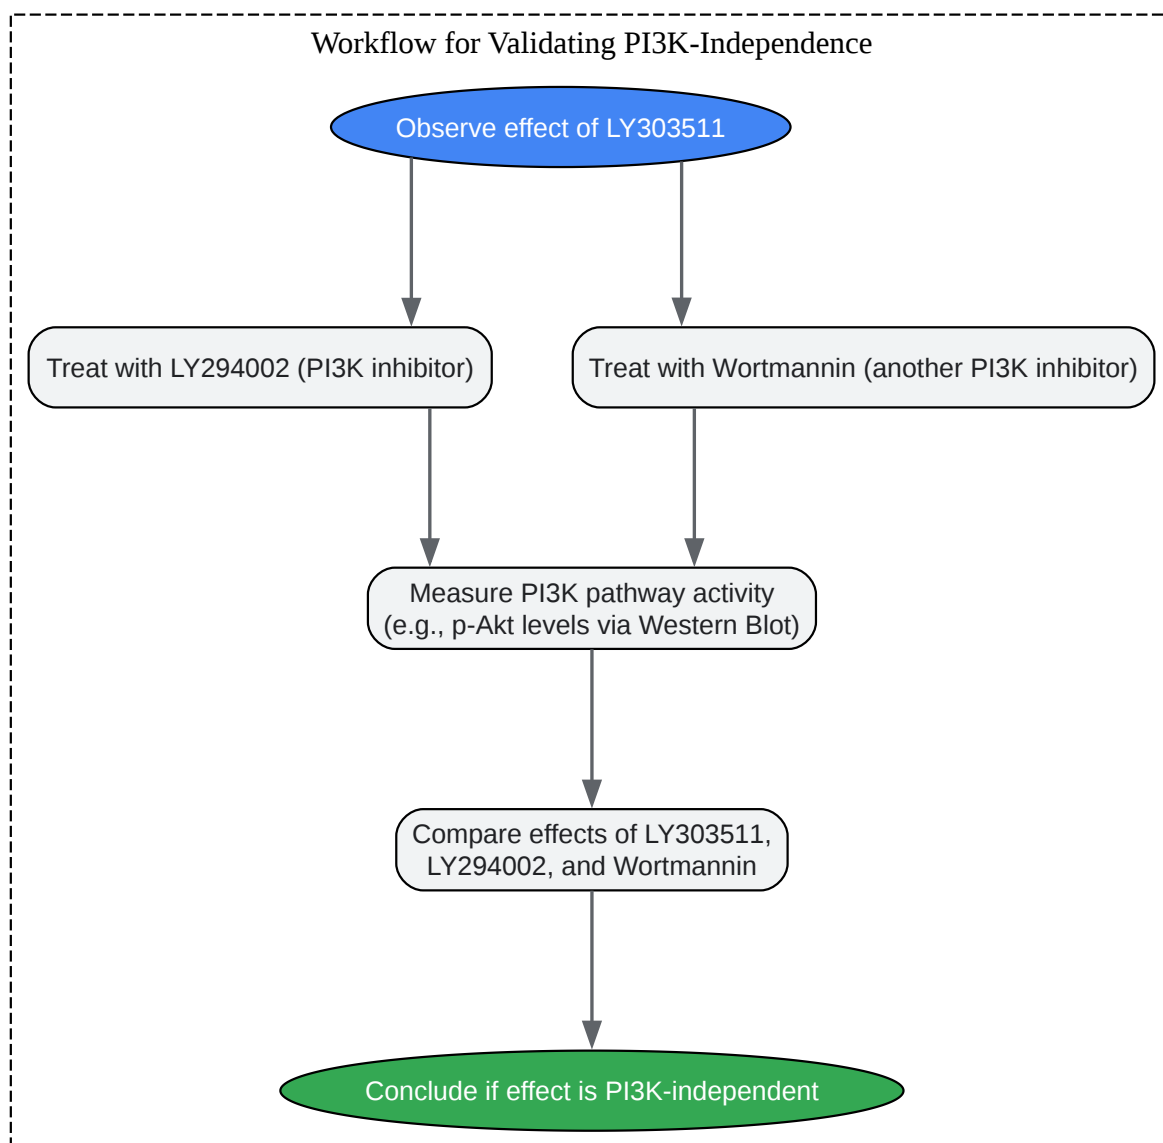 Workflow for Validating PI3K-Independence
Observe effect of LY303511
Treat with LY294002 (PI3K inhibitor)
Treat with Wortmannin (another PI3K inhibitor)
Measure PI3K pathway activity
(e.g., p-Akt levels via Western Blot)
Compare effects of LY303511,
LY294002, and Wortmannin
Conclude if effect is PI3K-independent